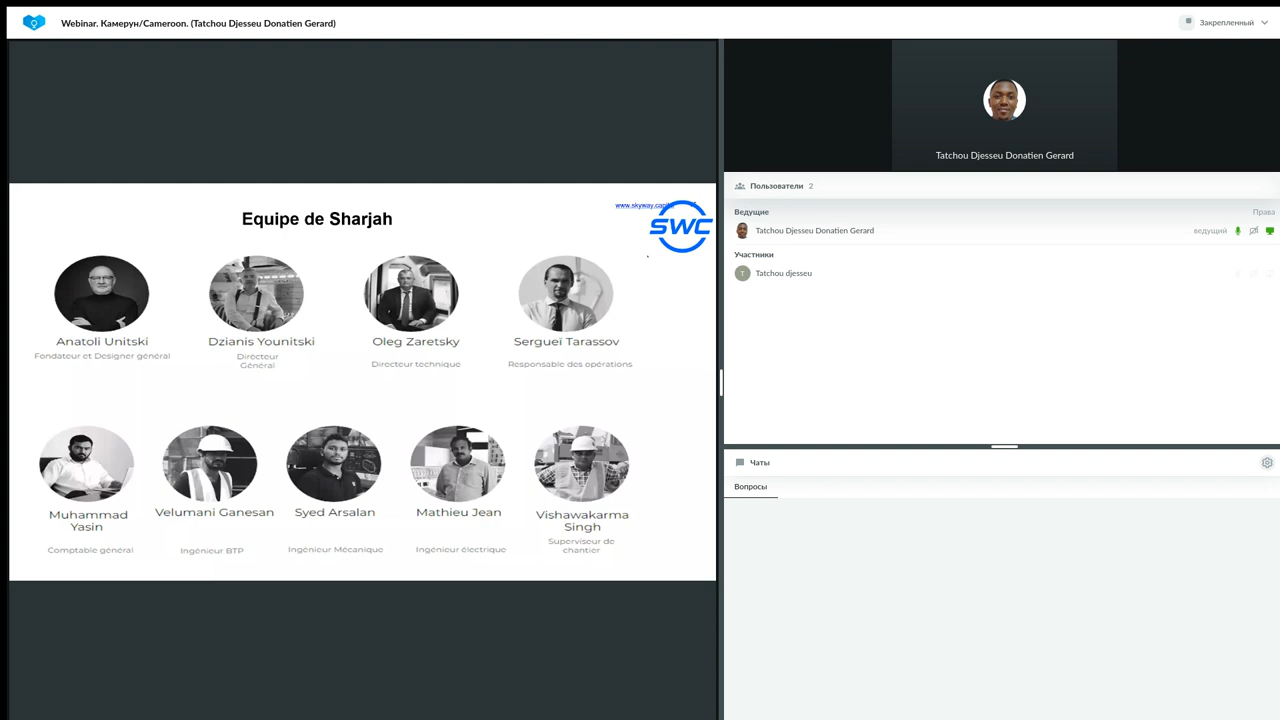 Webinar. Камерун/Cameroon. (Tatchou Djesseu Donatien Gerard)
Закрепленный
Equipe de Sharjah
SWC
Anatoli Unitski
Fondateur et Designer général
Dzianis Younitski
Directeur
Général
Oleg Zaretsky
Directeur technique
Serguei Tarassov
Responsable des opérations
Muhammad
Yasin
Comptable général
Velumani Ganesan
Ingénieur BTP
Syed Arsalan
Ingénieur Mécanique
Mathieu Jean
Ingénieur électrique
Vishawakarma
Singh
Superviseur de
chantier
Tatchou Djesseu Donatien Gerard
Пользователи 2
Ведущие
Права
Tatchou Djesseu Donatien Gerard
ведущий
Участники
T
Tatchou djesseu
Чаты
Вопросы